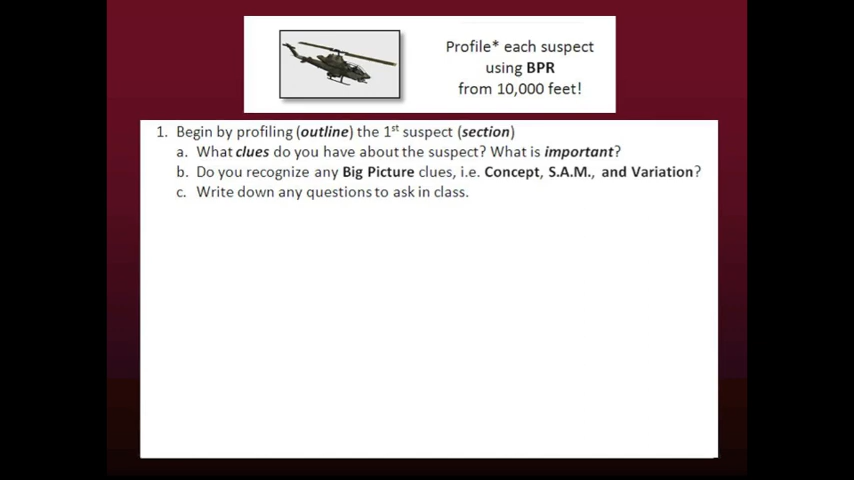 Profile* each suspect
using BPR
from 10,000 feet!
1. Begin by profiling (outline) the 1st suspect (section)
a. What clues do you have about the suspect? What is important?
b. Do you recognize any Big Picture clues, i.e. Concept, S.A.M., and Variation?
c. Write down any questions to ask in class.